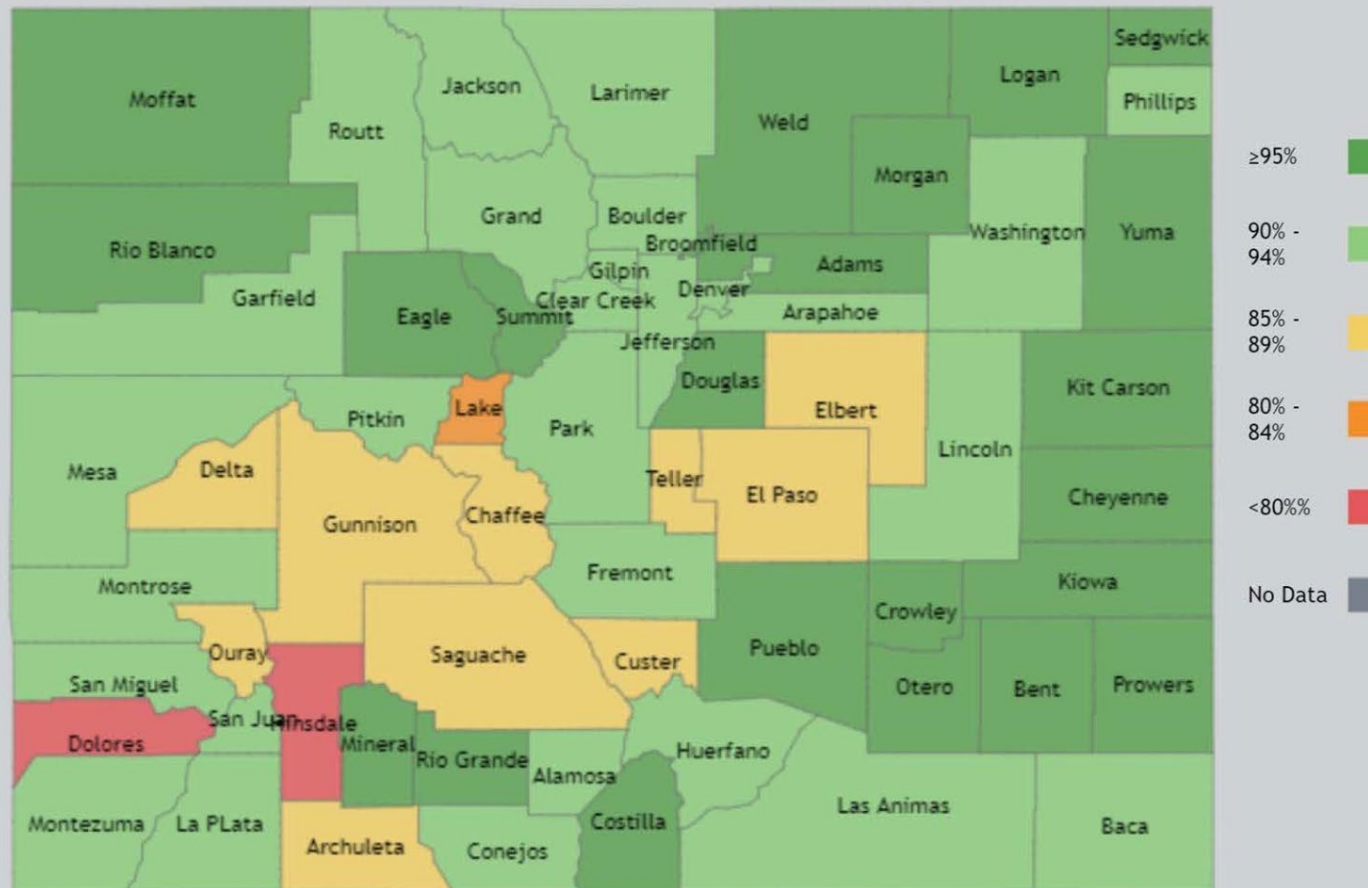 Sedgwick
Logan
Jackson
Larimer
Moffat
Phillips
Weld
Routt
≥95%
Morgan
Grand
Boulder
90% -
94%
Washington
Yuma
Broomfield
Rio Blanco
Adams
Gilpin
Denver
Garfield
Clear Creek
Eagle
Summit
Arapahoe
85% -
89%
Jefferson
Douglas
Kit Carson
Lake
Elbert
80% -
84%
Pitkin
Park
Lincoln
Mesa
Delta
Teller
El Paso
Cheyenne
<80%%
Chaffee
Gunnison
Fremont
Kiowa
Montrose
No Data
Crowley
Ouray
Saguache
Custer
Pueblo
San Miguel
Otero
Bent
Prowers
San Juan
Hinsdale
Dolores
Mineral
Rio Grande
Huerfano
Alamosa
Las Animas
Montezuma
La PLata
Costilla
Baca
Archuleta
Conejos